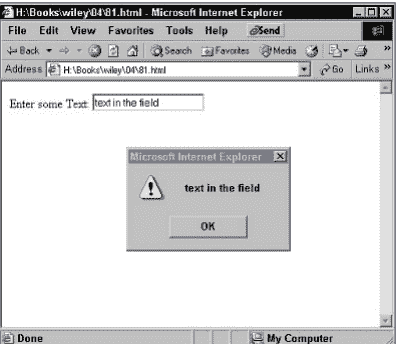 H:\Books\wiley\04\81.html - Microsoft Internet Explorer
File Edit View Favorites Tools Help Send
Back Search Favorites Media »
Address H:\Books\wiley\04\81.html Go Links »
Enter some Text: text in the field
Microsoft Internet Explorer
text in the field
OK
Done My Computer